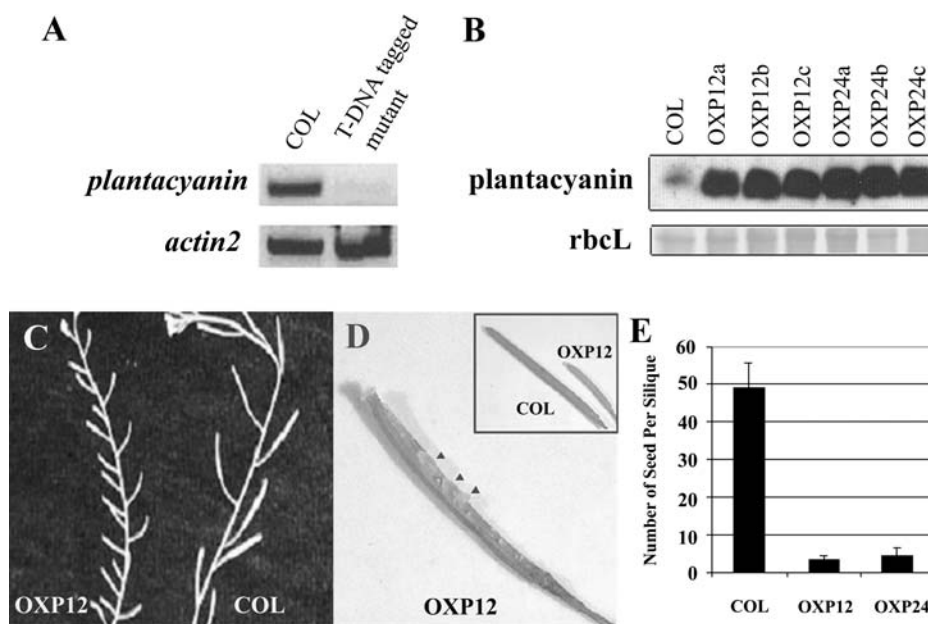 A
COL
T-DNA tagged
mutant
plantacyanin
actin2
B
COL
OXP12a
OXP12b
OXP12c
OXP24a
OXP24b
OXP24c
plantacyanin
rbcL
C
OXP12
COL
D
OXP12
COL
OXP12
E
Number of Seed Per Silique
60
50
40
30
20
10
0
COL
OXP12
OXP24